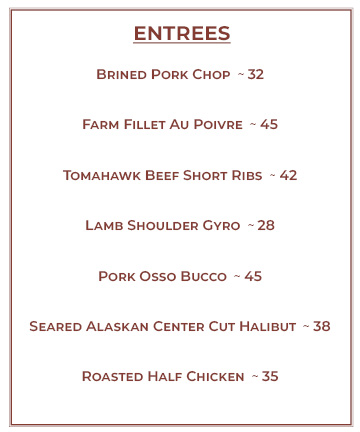 ENTREES
Brined Pork Chop ~ 32
Farm Fillet Au Poivre ~ 45
Tomahawk Beef Short Ribs ~ 42
Lamb Shoulder Gyro ~ 28
Pork Osso Bucco ~ 45
Seared Alaskan Center Cut Halibut ~ 38
Roasted Half Chicken ~ 35